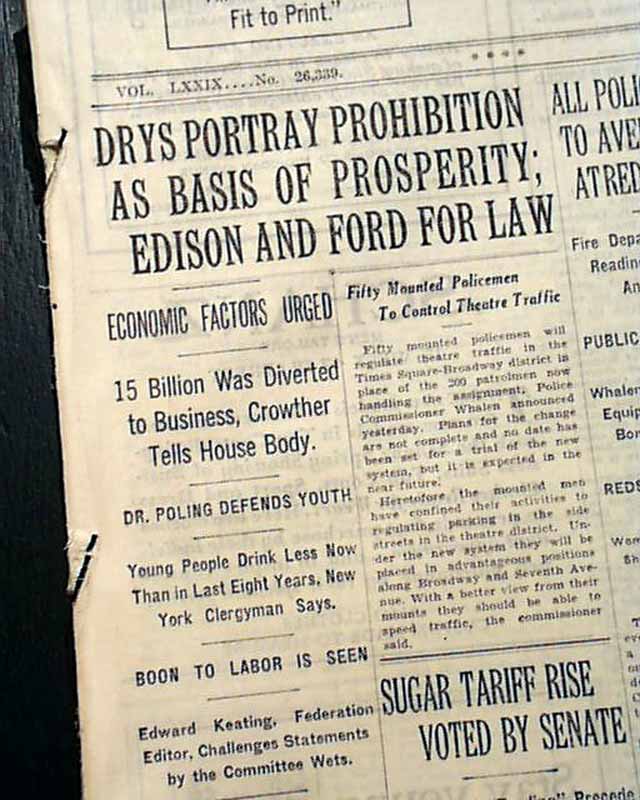 Fit to Print."
VOL. LXXIX....No. 26,339.
* * * *
DRYS PORTRAY PROHIBITION
AS BASIS OF PROSPERITY;
EDISON AND FORD FOR LAW
ECONOMIC FACTORS URGED
15 Billion Was Diverted
to Business, Crowther
Tells House Body.
DR. POLING DEFENDS YOUTH
Young People Drink Less Now
Than in Last Eight Years, New
York Clergyman Says.
BOON TO LABOR IS SEEN
Edward Keating, Federation
Editor, Challenges Statements
by the Committee Wets.
Fifty Mounted Policemen
To Control Theatre Traffic
Fifty mounted policemen will
regulate theatre traffic in the
Times Square-Broadway district in
place of the 200 patrolmen now
handling the assignment, Police
Commissioner Whalen announced
yesterday. Plans for the change
are not complete and no date has
been set for a trial of the new
system, but it is expected in the
near future.
Heretofore the mounted men
have confined their activities to
regulating parking in the side
streets in the theatre district. Un-
der the new system they will be
placed in advantageous positions
along Broadway and Seventh Ave-
nue. With a better view from their
mounts they should be able to
speed traffic, the commissioner
said.
SUGAR TARIFF RISE
VOTED BY SENATE
ALL POLI
TO AVE
AT RED
Fire Depa
Readin
An
PUBLIC
Whalen
Equip
Bon
REDS